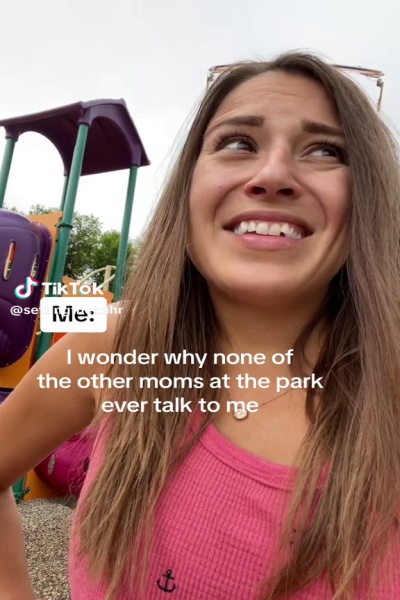 TikTok
Me:
I wonder why none of
the other moms at the park
ever talk to me